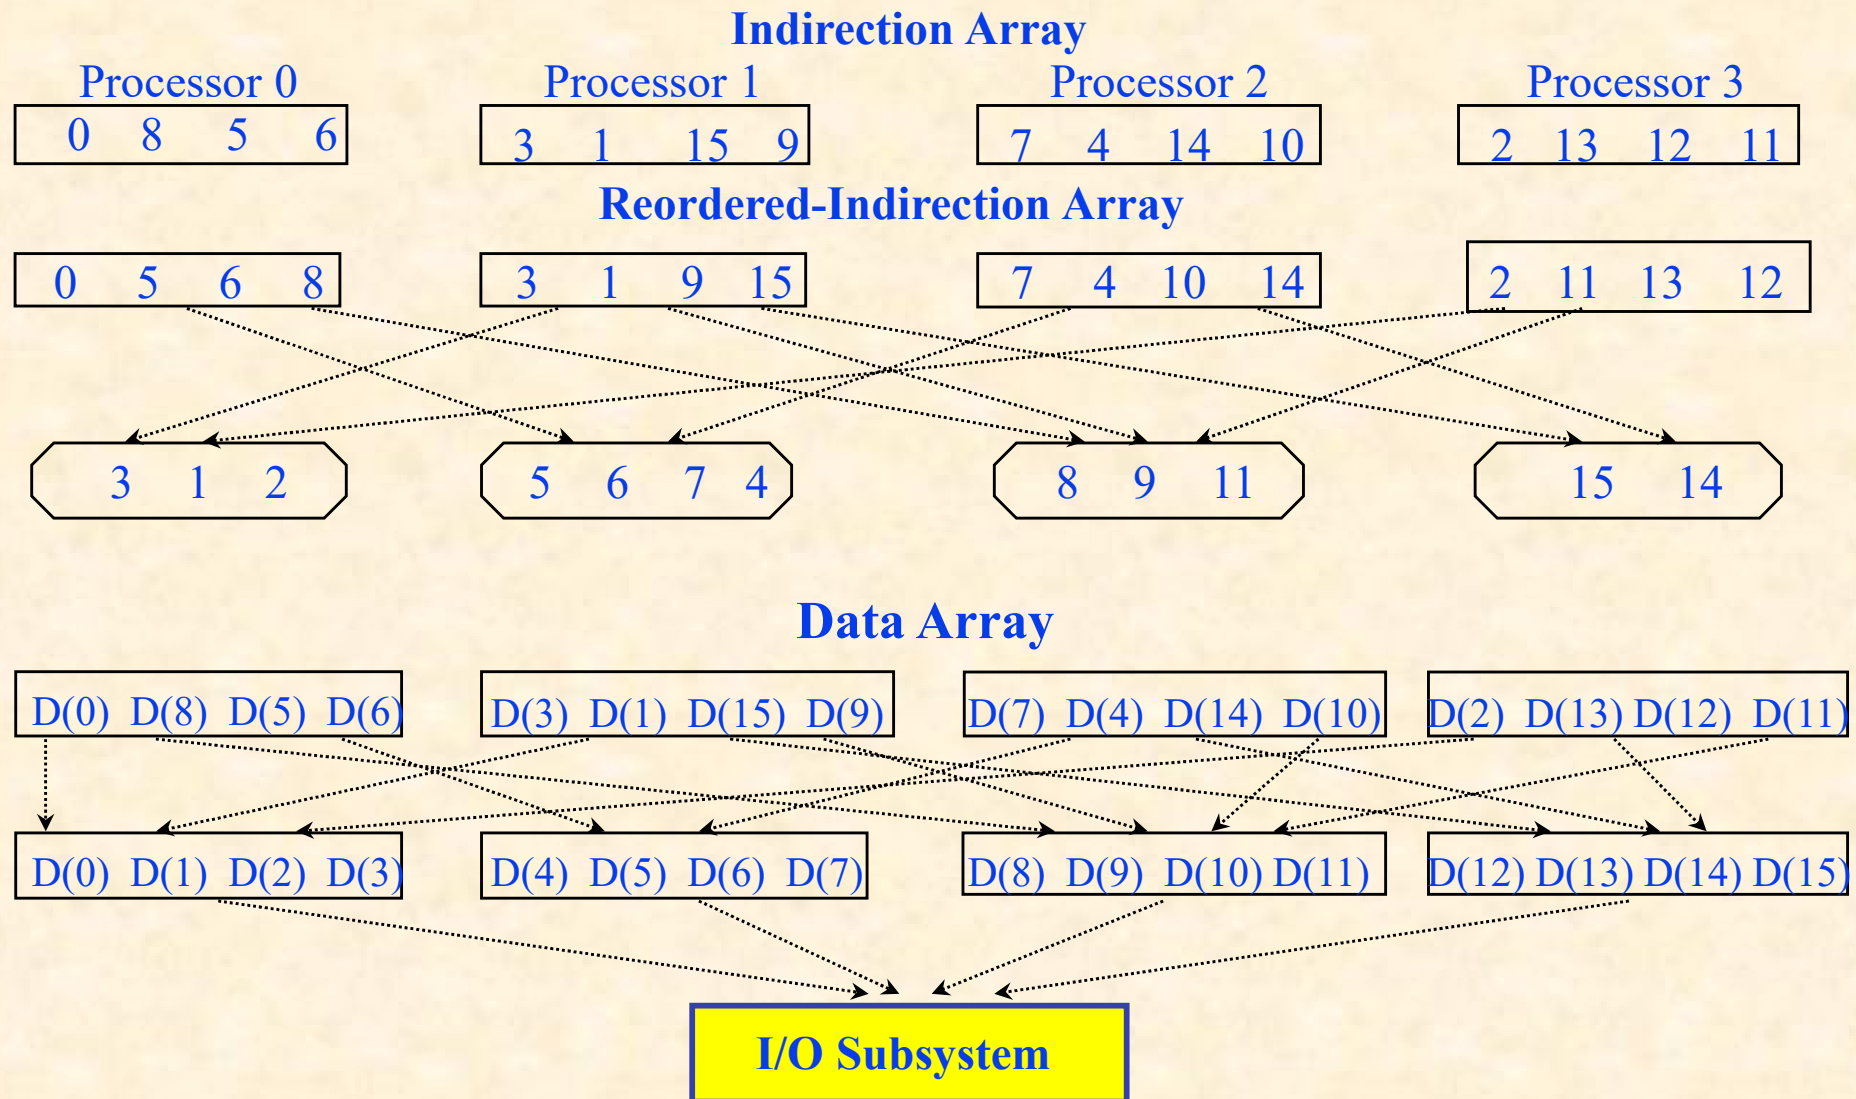 Indirection Array
Processor 0 Processor 1 Processor 2 Processor 3
0 8 5 6 3 1 15 9 7 4 14 10 2 13 12 11
Reordered-Indirection Array
0 5 6 8 3 1 9 15 7 4 10 14 2 11 13 12
3 1 2 5 6 7 4 8 9 11 15 14
Data Array
D(0) D(8) D(5) D(6) D(3) D(1) D(15) D(9) D(7) D(4) D(14) D(10) D(2) D(13) D(12) D(11)
D(0) D(1) D(2) D(3) D(4) D(5) D(6) D(7) D(8) D(9) D(10) D(11) D(12) D(13) D(14) D(15)
I/O Subsystem